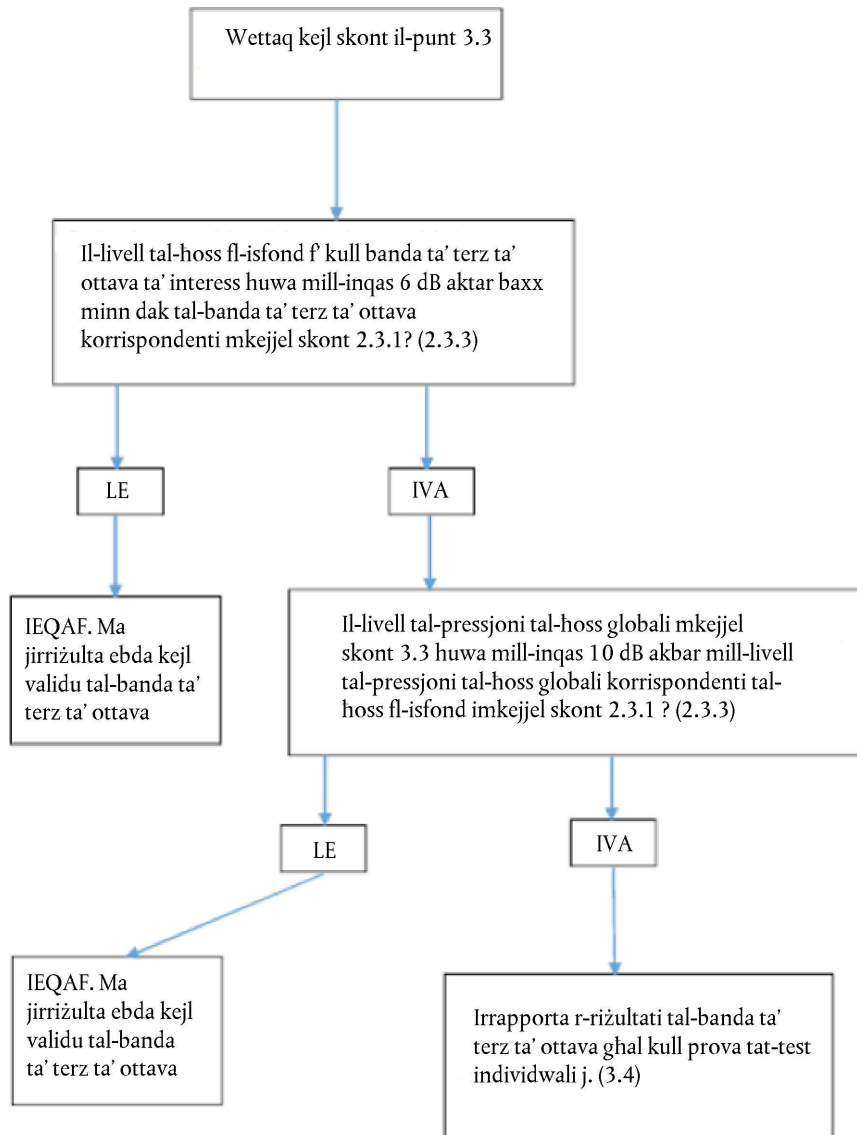 Wettaq kejl skont il-punt 3.3
Il-livell tal-ħoss fl-isfond f' kull banda ta' terz ta'
ottava ta' interess huwa mill-inqas 6 dB aktar baxx
minn dak tal-banda ta' terz ta' ottava
korrispondenti mkejjel skont 2.3.1? (2.3.3)
LE
IVA
IEQAF. Ma
jirriżulta ebda kejl
validu tal-banda ta'
terz ta' ottava
Il-livell tal-pressjoni tal-ħoss globali mkejjel
skont 3.3 huwa mill-inqas 10 dB akbar mill-livell
tal-pressjoni tal-ħoss globali korrispondenti tal-
ħoss fl-isfond imkejjel skont 2.3.1 ? (2.3.3)
LE
IVA
IEQAF. Ma
jirriżulta ebda kejl
validu tal-banda
ta' terz ta' ottava
Irrapporta r-riżultati tal-banda ta'
terz ta' ottava għal kull prova tat-test
individwali j. (3.4)